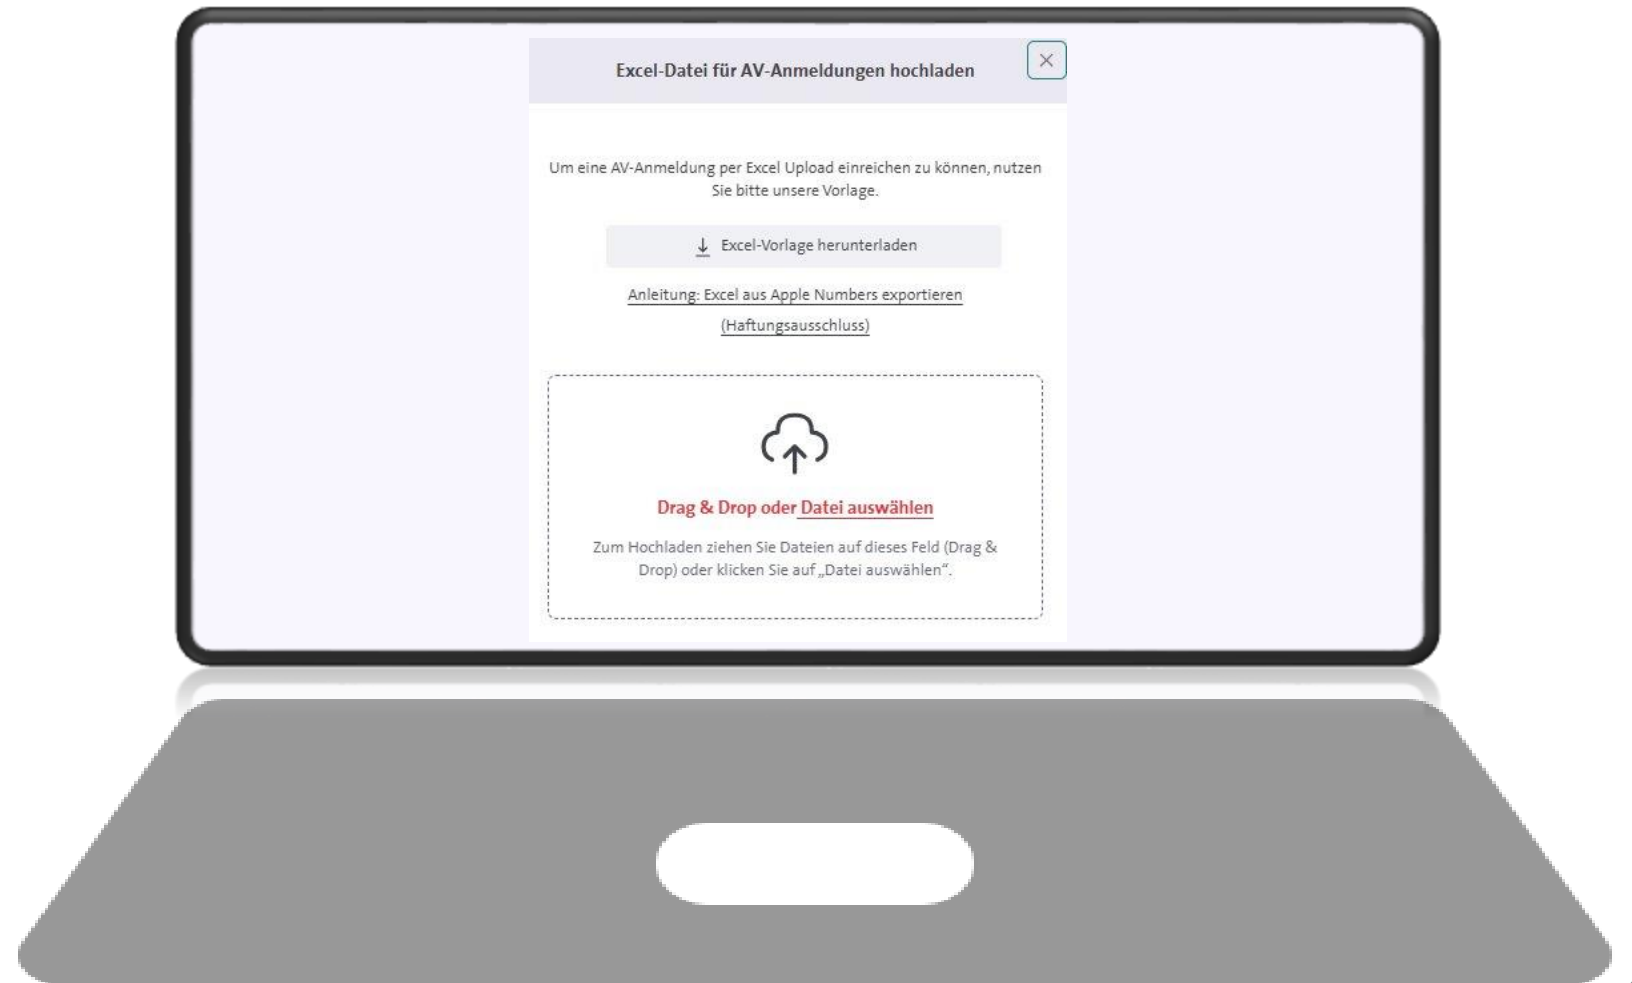 Excel-Datei für AV-Anmeldungen hochladen
Um eine AV-Anmeldung per Excel Upload einreichen zu können, nutzen
Sie bitte unsere Vorlage.
Excel-Vorlage herunterladen
Anleitung: Excel aus Apple Numbers exportieren
(Haftungsausschluss)
Drag & Drop oder Datei auswählen
Zum Hochladen ziehen Sie Dateien auf dieses Feld (Drag &
Drop) oder klicken Sie auf „Datei auswählen“.